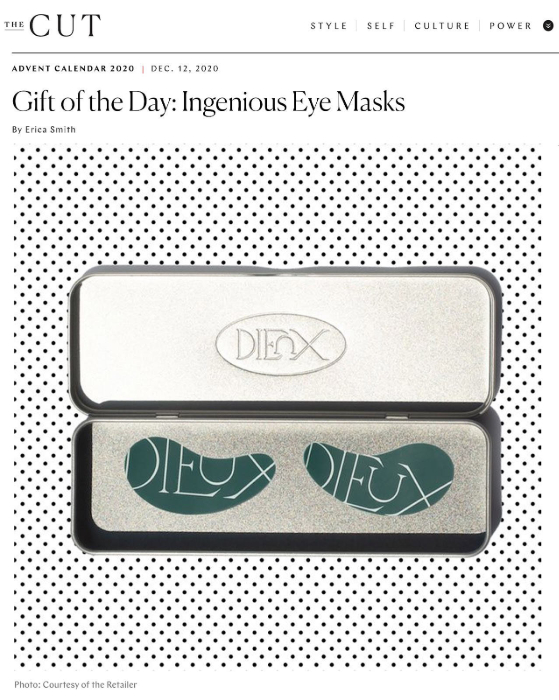 THE CUT
STYLE SELF CULTURE POWER
ADVENT CALENDAR 2020 | DEC. 12, 2020
Gift of the Day: Ingenious Eye Masks
By Erica Smith
DIEUX
DIEUX DIEUX
Photo: Courtesy of the Retailer